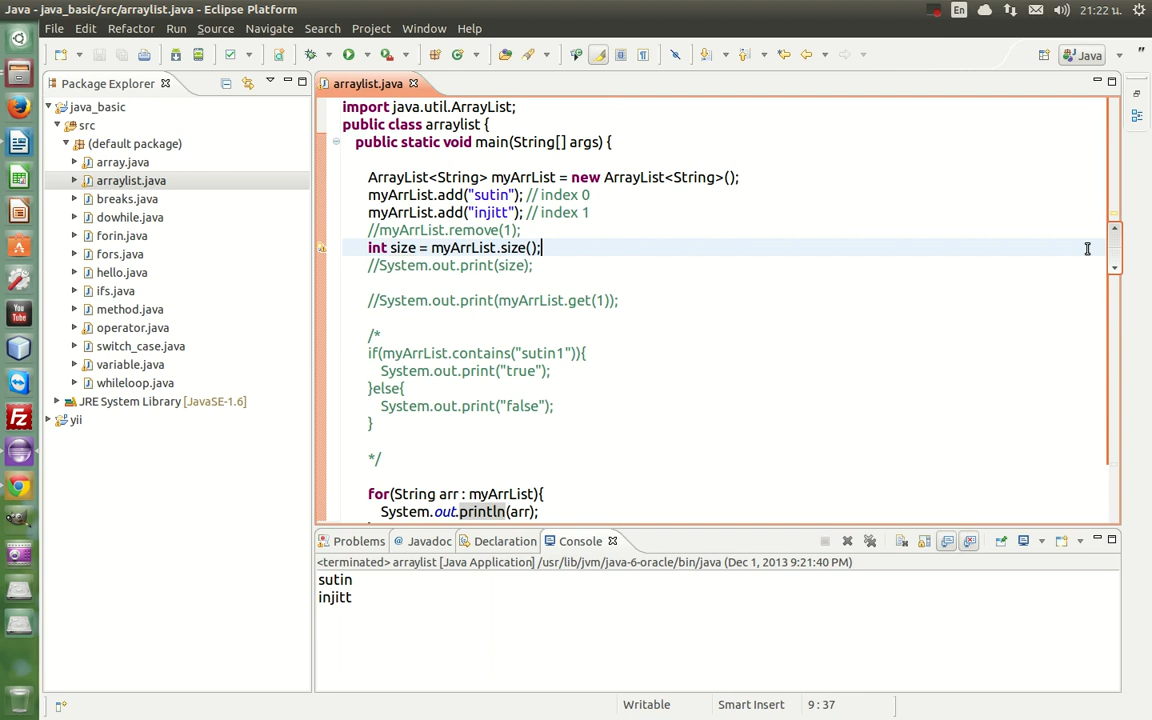 Java - java_basic/src/arraylist.java - Eclipse Platform
En
21:22 น.
File Edit Refactor Run Source Navigate Search Project Window Help
Java
Package Explorer
arraylist.java
java_basic
src
(default package)
array.java
arraylist.java
breaks.java
dowhile.java
forin.java
fors.java
hello.java
ifs.java
method.java
operator.java
switch_case.java
variable.java
whileloop.java
JRE System Library [JavaSE-1.6]
yii
You
Tube
Fz
import java.util.ArrayList;
public class arraylist {
public static void main(String[] args) {
ArrayList<String> myArrList = new ArrayList<String>();
myArrList.add("sutin"); // index 0
myArrList.add("injitt"); // index 1
//myArrList.remove(1);
int size = myArrList.size();
//System.out.print(size);
//System.out.print(myArrList.get(1));
/*
if(myArrList.contains("sutin1")){
System.out.print("true");
}else{
System.out.print("false");
}
*/
for(String arr : myArrList){
System.out.println(arr);
Problems @ Javadoc Declaration Console
<terminated> arraylist [Java Application] /usr/lib/jvm/java-6-oracle/bin/java (Dec 1, 2013 9:21:40 PM)
sutin
injitt
Writable Smart Insert 9 : 37